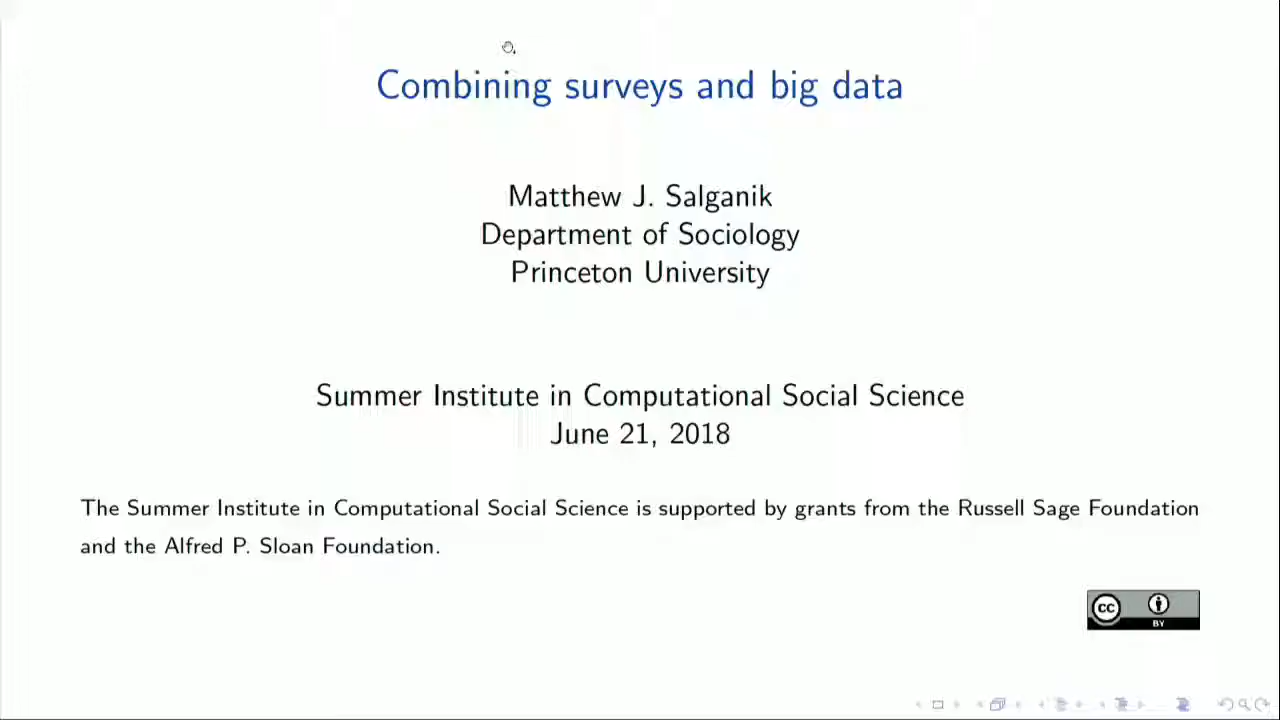 Combining surveys and big data
Matthew J. Salganik
Department of Sociology
Princeton University
Summer Institute in Computational Social Science
June 21, 2018
The Summer Institute in Computational Social Science is supported by grants from the Russell Sage Foundation
and the Alfred P. Sloan Foundation.
cc
BY